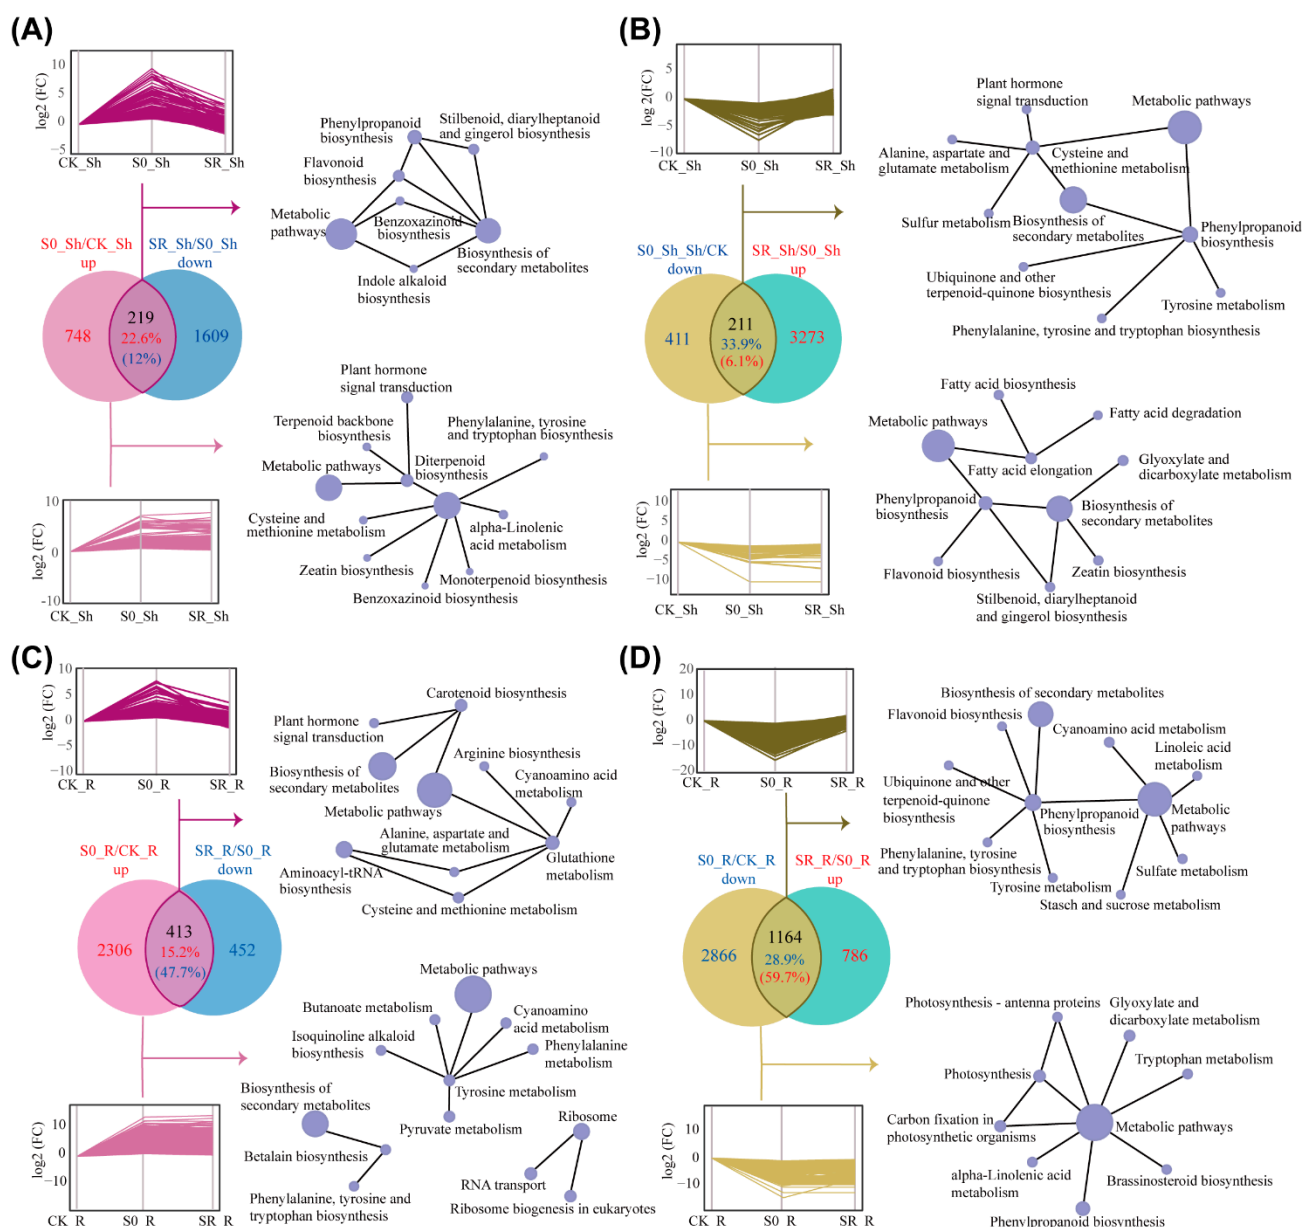 (A)
log2 (FC)
10
5
0
−5
CK_Sh
S0_Sh
SR_Sh
S0_Sh/CK_Sh
up
SR_Sh/S0_Sh
down
748
219
22.6%
(12%)
1609
Phenylpropanoid
biosynthesis
Stilbenoid, diarylheptanoid
and gingerol biosynthesis
Flavonoid
biosynthesis
Metabolic
pathways
Benzoxazinoid
biosynthesis
Biosynthesis of
secondary metabolites
Indole alkaloid
biosynthesis
Plant hormone
signal transduction
Terpenoid backbone
biosynthesis
Phenylalanine, tyrosine
and tryptophan biosynthesis
Metabolic pathways
Diterpenoid
biosynthesis
Cysteine and
methionine metabolism
alpha-Linolenic
acid metabolism
Zeatin biosynthesis
Monoterpenoid biosynthesis
Benzoxazinoid biosynthesis
log2 (FC)
10
5
0
-10
CK_Sh
S0_Sh
SR_Sh
(B)
log 2(FC)
5
0
−5
−10
CK_Sh
S0_Sh
SR_Sh
S0_Sh_Sh/CK
down
SR_Sh/S0_Sh
up
411
211
33.9%
(6.1%)
3273
Plant hormone
signal transduction
Metabolic pathways
Alanine, aspartate and
glutamate metabolism
Cysteine and
methionine metabolism
Sulfur metabolism
Biosynthesis of
secondary metabolites
Phenylpropanoid
biosynthesis
Ubiquinone and other
terpenoid-quinone biosynthesis
Tyrosine metabolism
Phenylalanine, tyrosine and tryptophan biosynthesis
Fatty acid biosynthesis
Metabolic pathways
Fatty acid degradation
Fatty acid elongation
Glyoxylate and
dicarboxylate metabolism
Phenylpropanoid
biosynthesis
Biosynthesis of
secondary metabolites
Flavonoid biosynthesis
Zeatin biosynthesis
Stilbenoid, diarylheptanoid
and gingerol biosynthesis
log2 (FC)
10
5
0
−5
−10
CK_Sh
S0_Sh
SR_Sh
(C)
log2 (FC)
10
5
0
−5
−10
CK_R
S0_R
SR_R
S0_R/CK_R
up
SR_R/S0_R
down
2306
413
15.2%
(47.7%)
452
Carotenoid biosynthesis
Plant hormone
signal transduction
Arginine biosynthesis
Biosynthesis of
secondary metabolites
Cyanoamino acid
metabolism
Metabolic pathways
Alanine, aspartate and
glutamate metabolism
Glutathione
metabolism
Aminoacyl-tRNA
biosynthesis
Cysteine and methionine metabolism
Metabolic pathways
Butanoate metabolism
Cyanoamino
acid metabolism
Isoquinoline alkaloid
biosynthesis
Phenylalanine
metabolism
Tyrosine metabolism
Biosynthesis of
secondary metabolites
Pyruvate metabolism
Ribosome
Betalain biosynthesis
RNA transport
Phenylalanine, tyrosine and
tryptophan biosynthesis
Ribosome biogenesis in eukaryotes
log2 (FC)
10
0
−10
CK_R
S0_R
SR_R
(D)
log2 (FC)
20
10
0
−10
−20
CK_R
S0_R
SR_R
S0_R/CK_R
down
SR_R/S0_R
up
2866
1164
28.9%
(59.7%)
786
Biosynthesis of secondary metabolites
Flavonoid biosynthesis
Cyanoamino acid metabolism
Linoleic acid
metabolism
Ubiquinone and other
terpenoid-quinone
biosynthesis
Phenylpropanoid
biosynthesis
Metabolic
pathways
Phenylalanine, tyrosine
and tryptophan biosynthesis
Sulfate metabolism
Tyrosine metabolism
Stasch and sucrose metabolism
Photosynthesis - antenna proteins
Glyoxylate and
dicarboxylate metabolism
Tryptophan metabolism
Photosynthesis
Carbon fixation in
photosynthetic organisms
Metabolic pathways
alpha-Linolenic acid
metabolism
Brassinosteroid biosynthesis
Phenylpropanoid biosynthesis
log2 (FC)
10
0
−10
CK_R
S0_R
SR_R